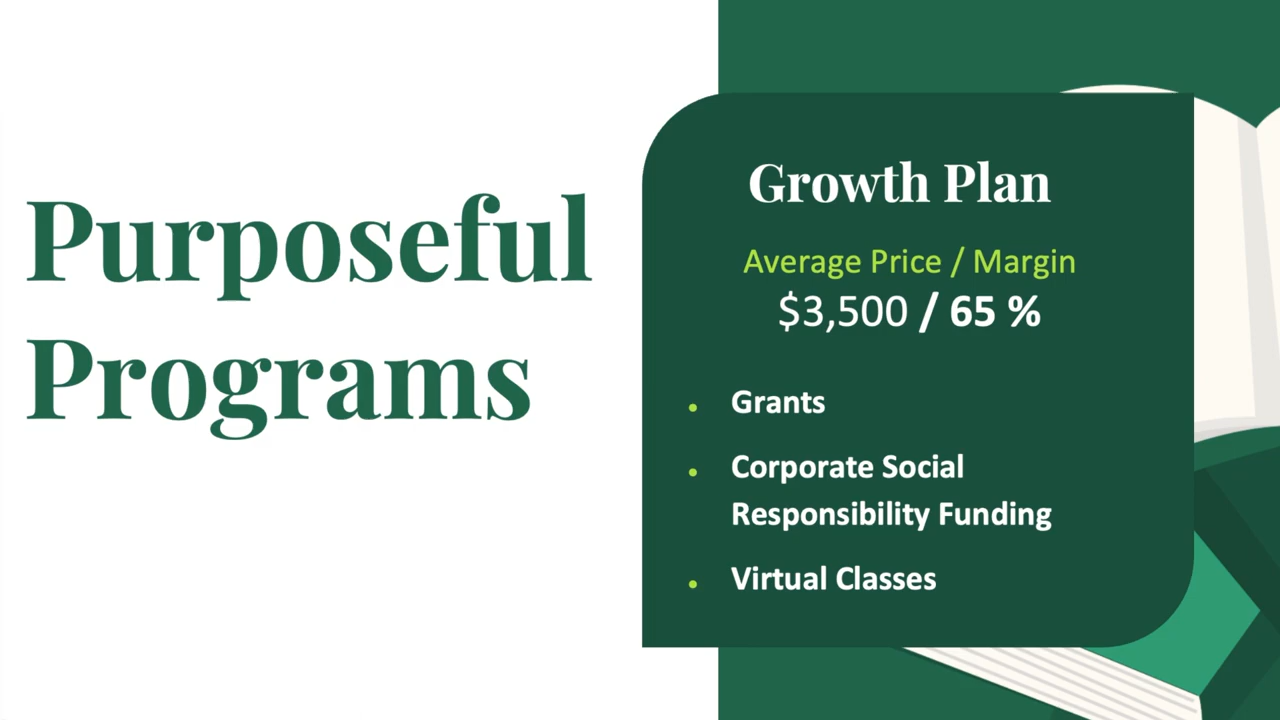 Purposeful
Programs
Growth Plan
Average Price / Margin
$3,500 / 65 %
• Grants
• Corporate Social
Responsibility Funding
• Virtual Classes